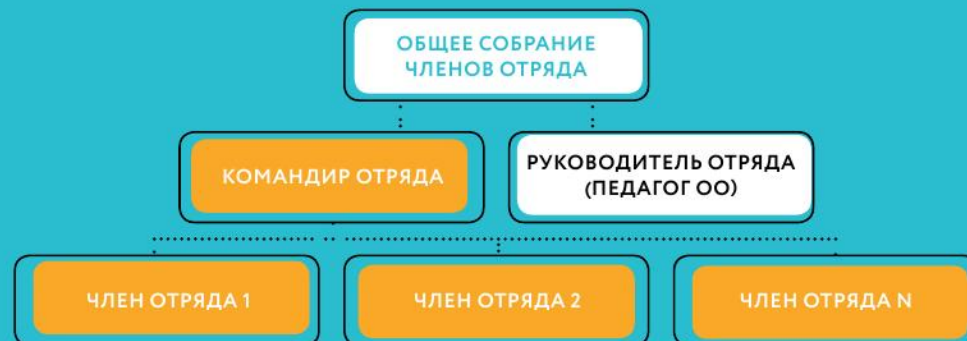 ОБЩЕЕ СОБРАНИЕ
ЧЛЕНОВ ОТРЯДА
КОМАНДИР ОТРЯДА
РУКОВОДИТЕЛЬ ОТРЯДА
(ПЕДАГОГ ОО)
ЧЛЕН ОТРЯДА 1
ЧЛЕН ОТРЯДА 2
ЧЛЕН ОТРЯДА N